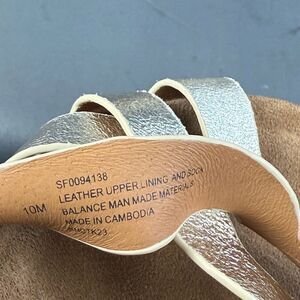 SF0094138
10M
LEATHER UPPER LINING AND SOCK
BALANCE MAN MADE MATERIALS
MADE IN CAMBODIA